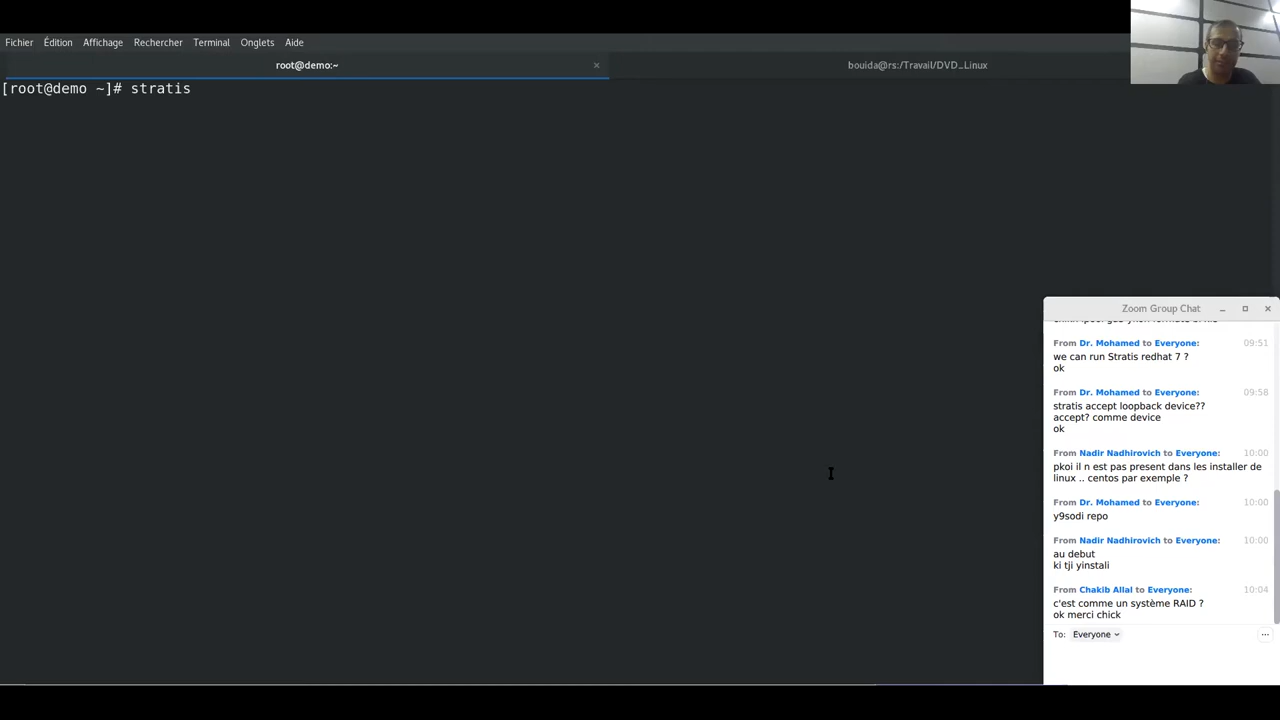 Fichier Édition Affichage Rechercher Terminal Onglets Aide
root@demo:~ × bouida@rs:/Travail/DVD_Linux
[root@demo ~]# stratis
Zoom Group Chat
From Dr. Mohamed to Everyone: 09:51
we can run Stratis redhat 7 ?
ok
From Dr. Mohamed to Everyone: 09:58
stratis accept loopback device??
accept? comme device
ok
From Nadir Nadhirovich to Everyone: 10:00
pkoi il n est pas present dans les installer de
linux .. centos par exemple ?
From Dr. Mohamed to Everyone: 10:00
y9sodi repo
From Nadir Nadhirovich to Everyone: 10:00
au debut
ki tji yinstali
From Chakib Allal to Everyone: 10:04
c'est comme un système RAID ?
ok merci chick
To: Everyone